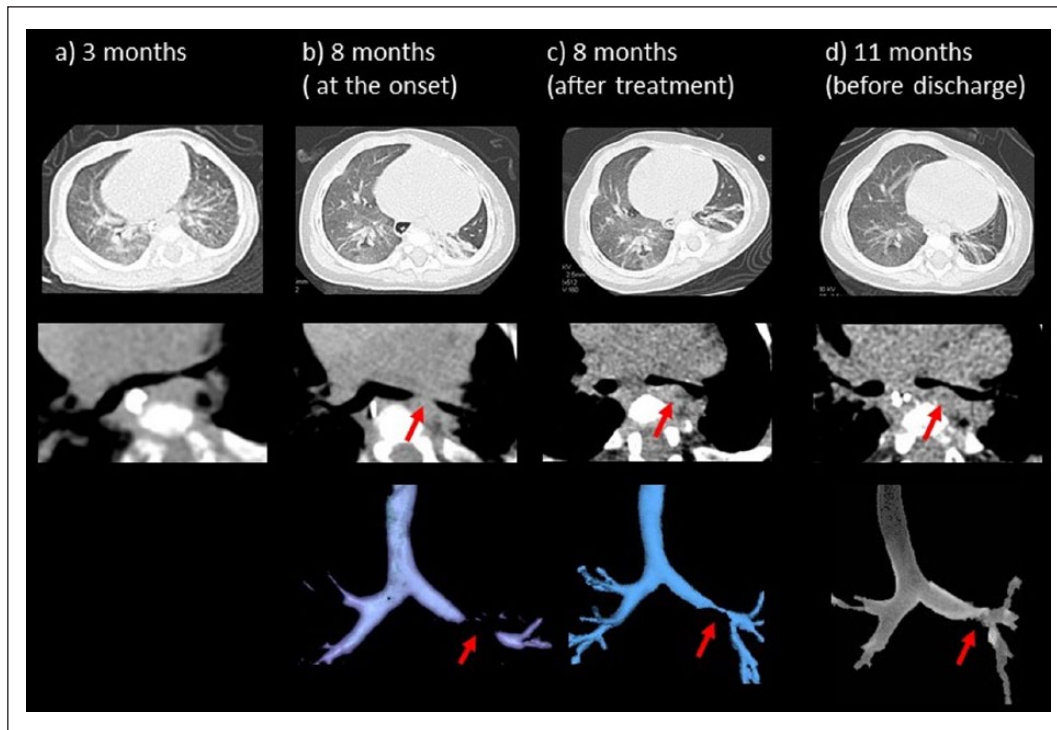 a) 3 months
b) 8 months
( at the onset)
c) 8 months
(after treatment)
d) 11 months
(before discharge)